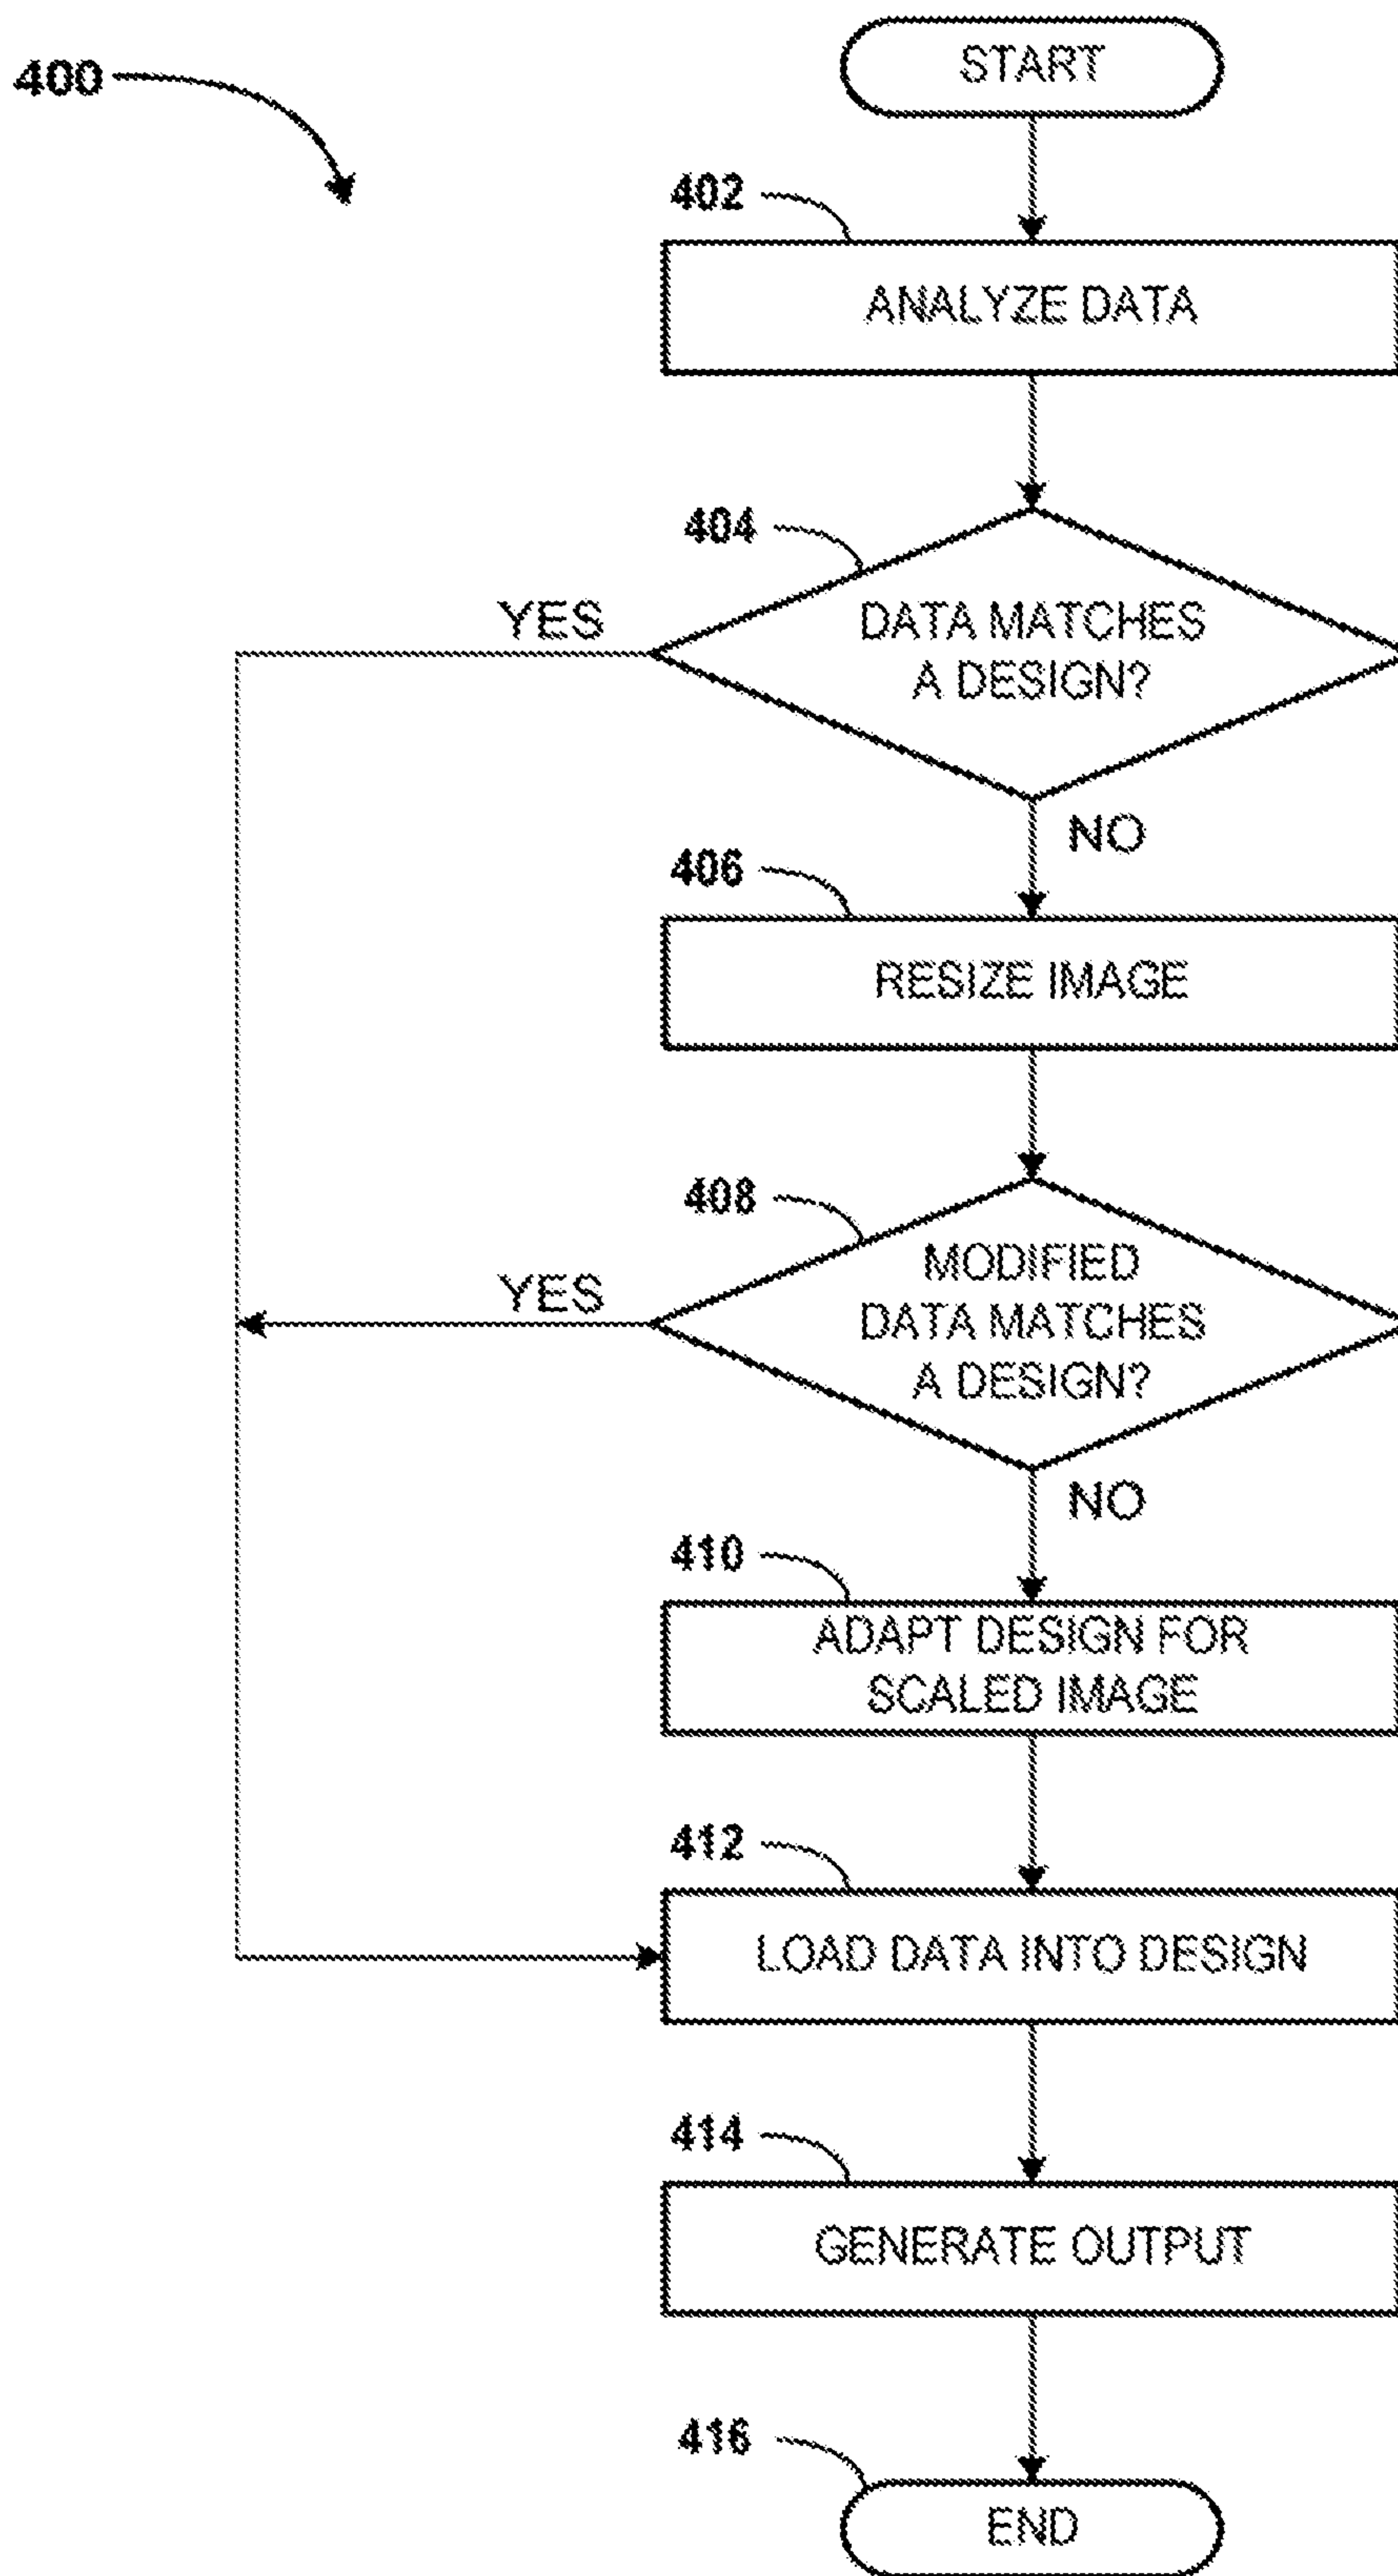 400
START
402
ANALYZE DATA
404
YES
DATA MATCHES
A DESIGN?
NO
406
RESIZE IMAGE
408
YES
MODIFIED
DATA MATCHES
A DESIGN?
NO
410
ADAPT DESIGN FOR
SCALED IMAGE
412
LOAD DATA INTO DESIGN
414
GENERATE OUTPUT
416
END